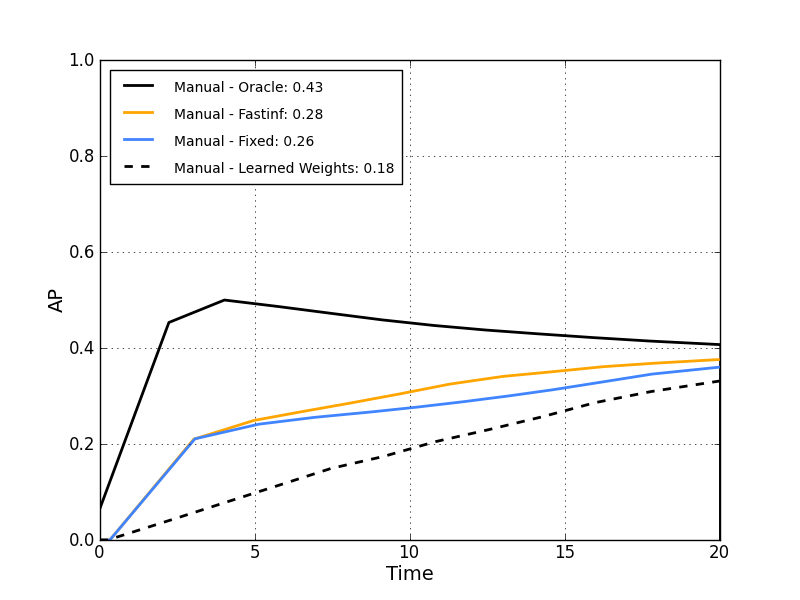 1.0
0.8
0.6
0.4
0.2
0.0
AP
Manual - Oracle: 0.43
Manual - Fastinf: 0.28
Manual - Fixed: 0.26
Manual - Learned Weights: 0.18
0 5 10 15 20
Time